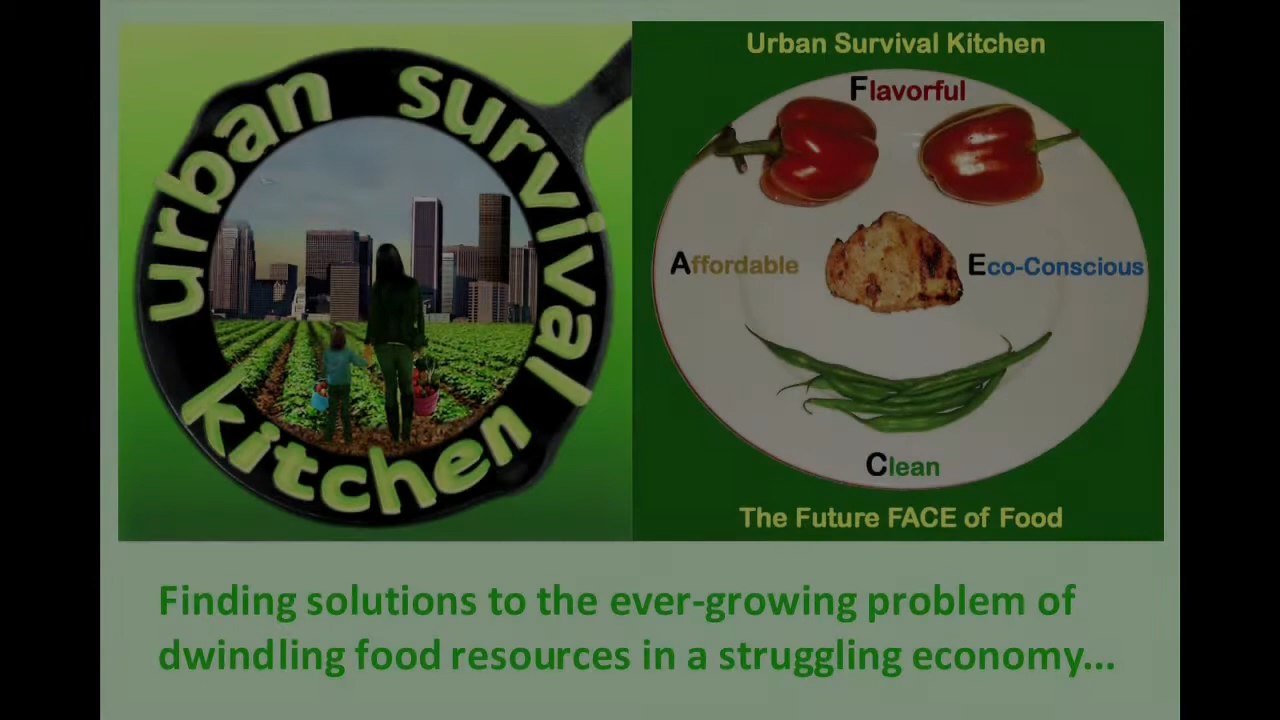 urban survival
kitchen
Urban Survival Kitchen
Flavorful
Affordable
Eco-Conscious
Clean
The Future FACE of Food
Finding solutions to the ever-growing problem of
dwindling food resources in a struggling economy...